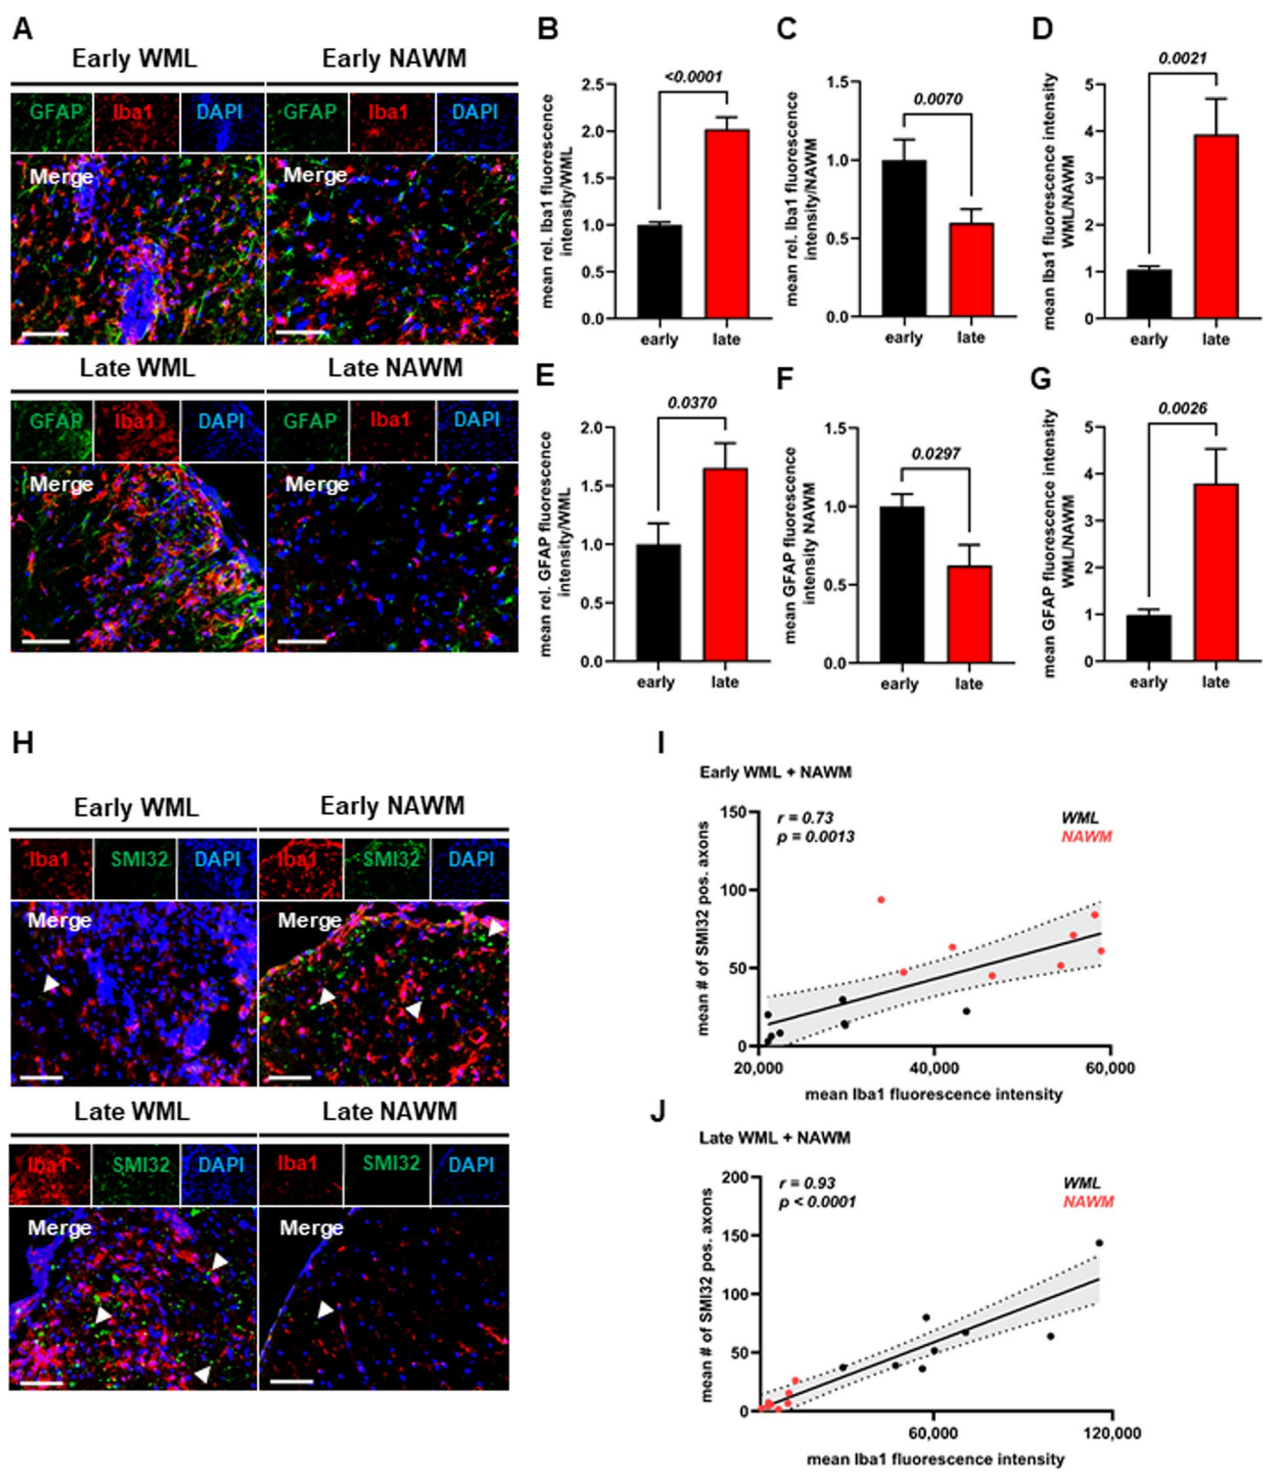 A
Early WML
Early NAWM
GFAP
Iba1
DAPI
GFAP
Iba1
DAPI
Merge
Merge
Late WML
Late NAWM
GFAP
Iba1
DAPI
GFAP
Iba1
DAPI
Merge
Merge
B
mean rel. Iba1 fluorescence
intensity/WML
2.5
2.0
1.5
1.0
0.5
0.0
<0.0001
early
late
C
mean rel. Iba1 fluorescence
intensity/NAWM
1.5
1.0
0.5
0.0
0.0070
early
late
D
mean Iba1 fluorescence intensity
WML/NAWM
5
4
3
2
1
0
0.0021
early
late
E
mean rel. GFAP fluorescence
intensity/WML
2.0
1.5
1.0
0.5
0.0
0.0370
early
late
F
mean GFAP fluorescence
intensity NAWM
1.5
1.0
0.5
0.0
0.0297
early
late
G
mean GFAP fluorescence intensity
WML/NAWM
5
4
3
2
1
0
0.0026
early
late
H
Early WML
Early NAWM
Iba1
SMI32
DAPI
Iba1
SMI32
DAPI
Merge
Merge
Late WML
Late NAWM
Iba1
SMI32
DAPI
Iba1
SMI32
DAPI
Merge
Merge
I
Early WML + NAWM
mean # of SMI32 pos. axons
150
100
50
0
r = 0.73
p = 0.0013
WML
NAWM
20,000
40,000
60,000
mean Iba1 fluorescence intensity
J
Late WML + NAWM
mean # of SMI32 pos. axons
200
150
100
50
0
r = 0.93
p < 0.0001
WML
NAWM
60,000
120,000
mean Iba1 fluorescence intensity